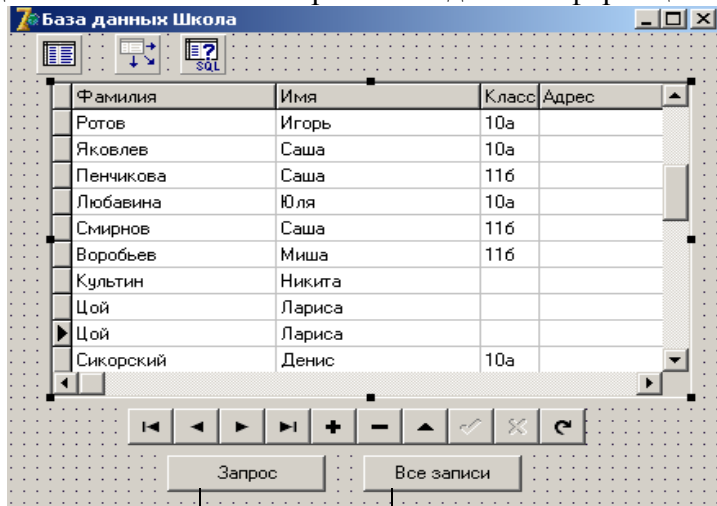 База данных Школа
SQL
Фамилия Имя Класс Адрес
Ротов Игорь 10а
Яковлев Саша 10а
Пенчикова Саша 11б
Любавина Юля 10а
Смирнов Саша 11б
Воробьев Миша 11б
Культин Никита
Цой Лариса
Цой Лариса
Сикорский Денис 10а
Запрос Все записи